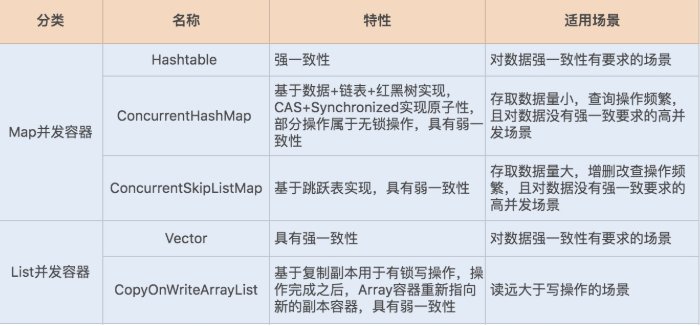 分类 名称 特性 适用场景
Map并发容器
Hashtable
强一致性
对数据强一致性有要求的场景
ConcurrentHashMap
基于数据+链表+红黑树实现，
CAS+Synchronized实现原子性，
部分操作属于无锁操作，具有弱一
致性
存取数据量小，查询操作频繁，
且对数据没有强一致要求的高并
发场景
ConcurrentSkipListMap
基于跳跃表实现，具有弱一致性
存取数据量大，增删改查操作频
繁，且对数据没有强一致要求的
高并发场景
List并发容器
Vector
具有强一致性
对数据强一致性有要求的场景
CopyOnWriteArrayList
基于复制副本用于有锁写操作，操
作完成之后，Array容器重新指向
新的副本容器，具有弱一致性
读远大于写操作的场景